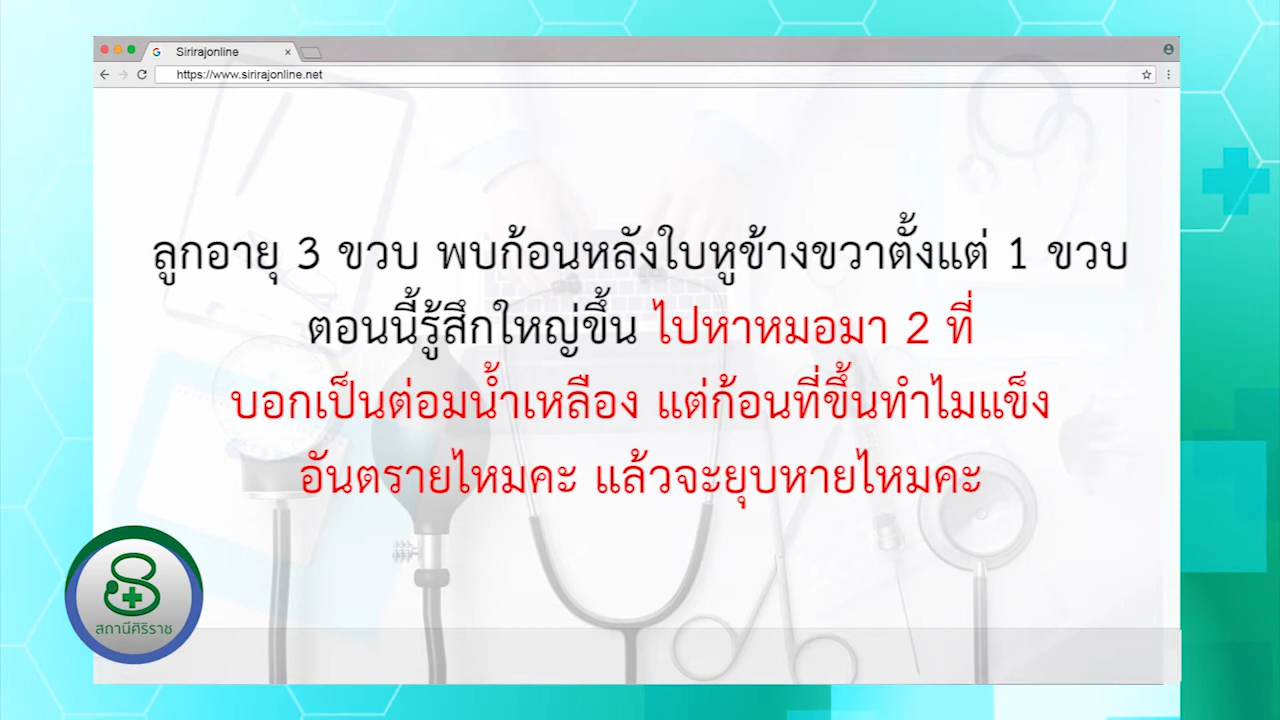 Sirirajonline
https://www.sirirajonline.net
ลูกอายุ 3 ขวบ พบก้อนหลังใบหูข้างขวาตั้งแต่ 1 ขวบ
ตอนนี้รู้สึกใหญ่ขึ้น ไปหาหมอมา 2 ที่
บอกเป็นต่อมน้ำเหลือง แต่ก้อนที่ขึ้นทำไมแข็ง
อันตรายไหมคะ แล้วจะยุบหายไหมคะ
สถานีศิริราช